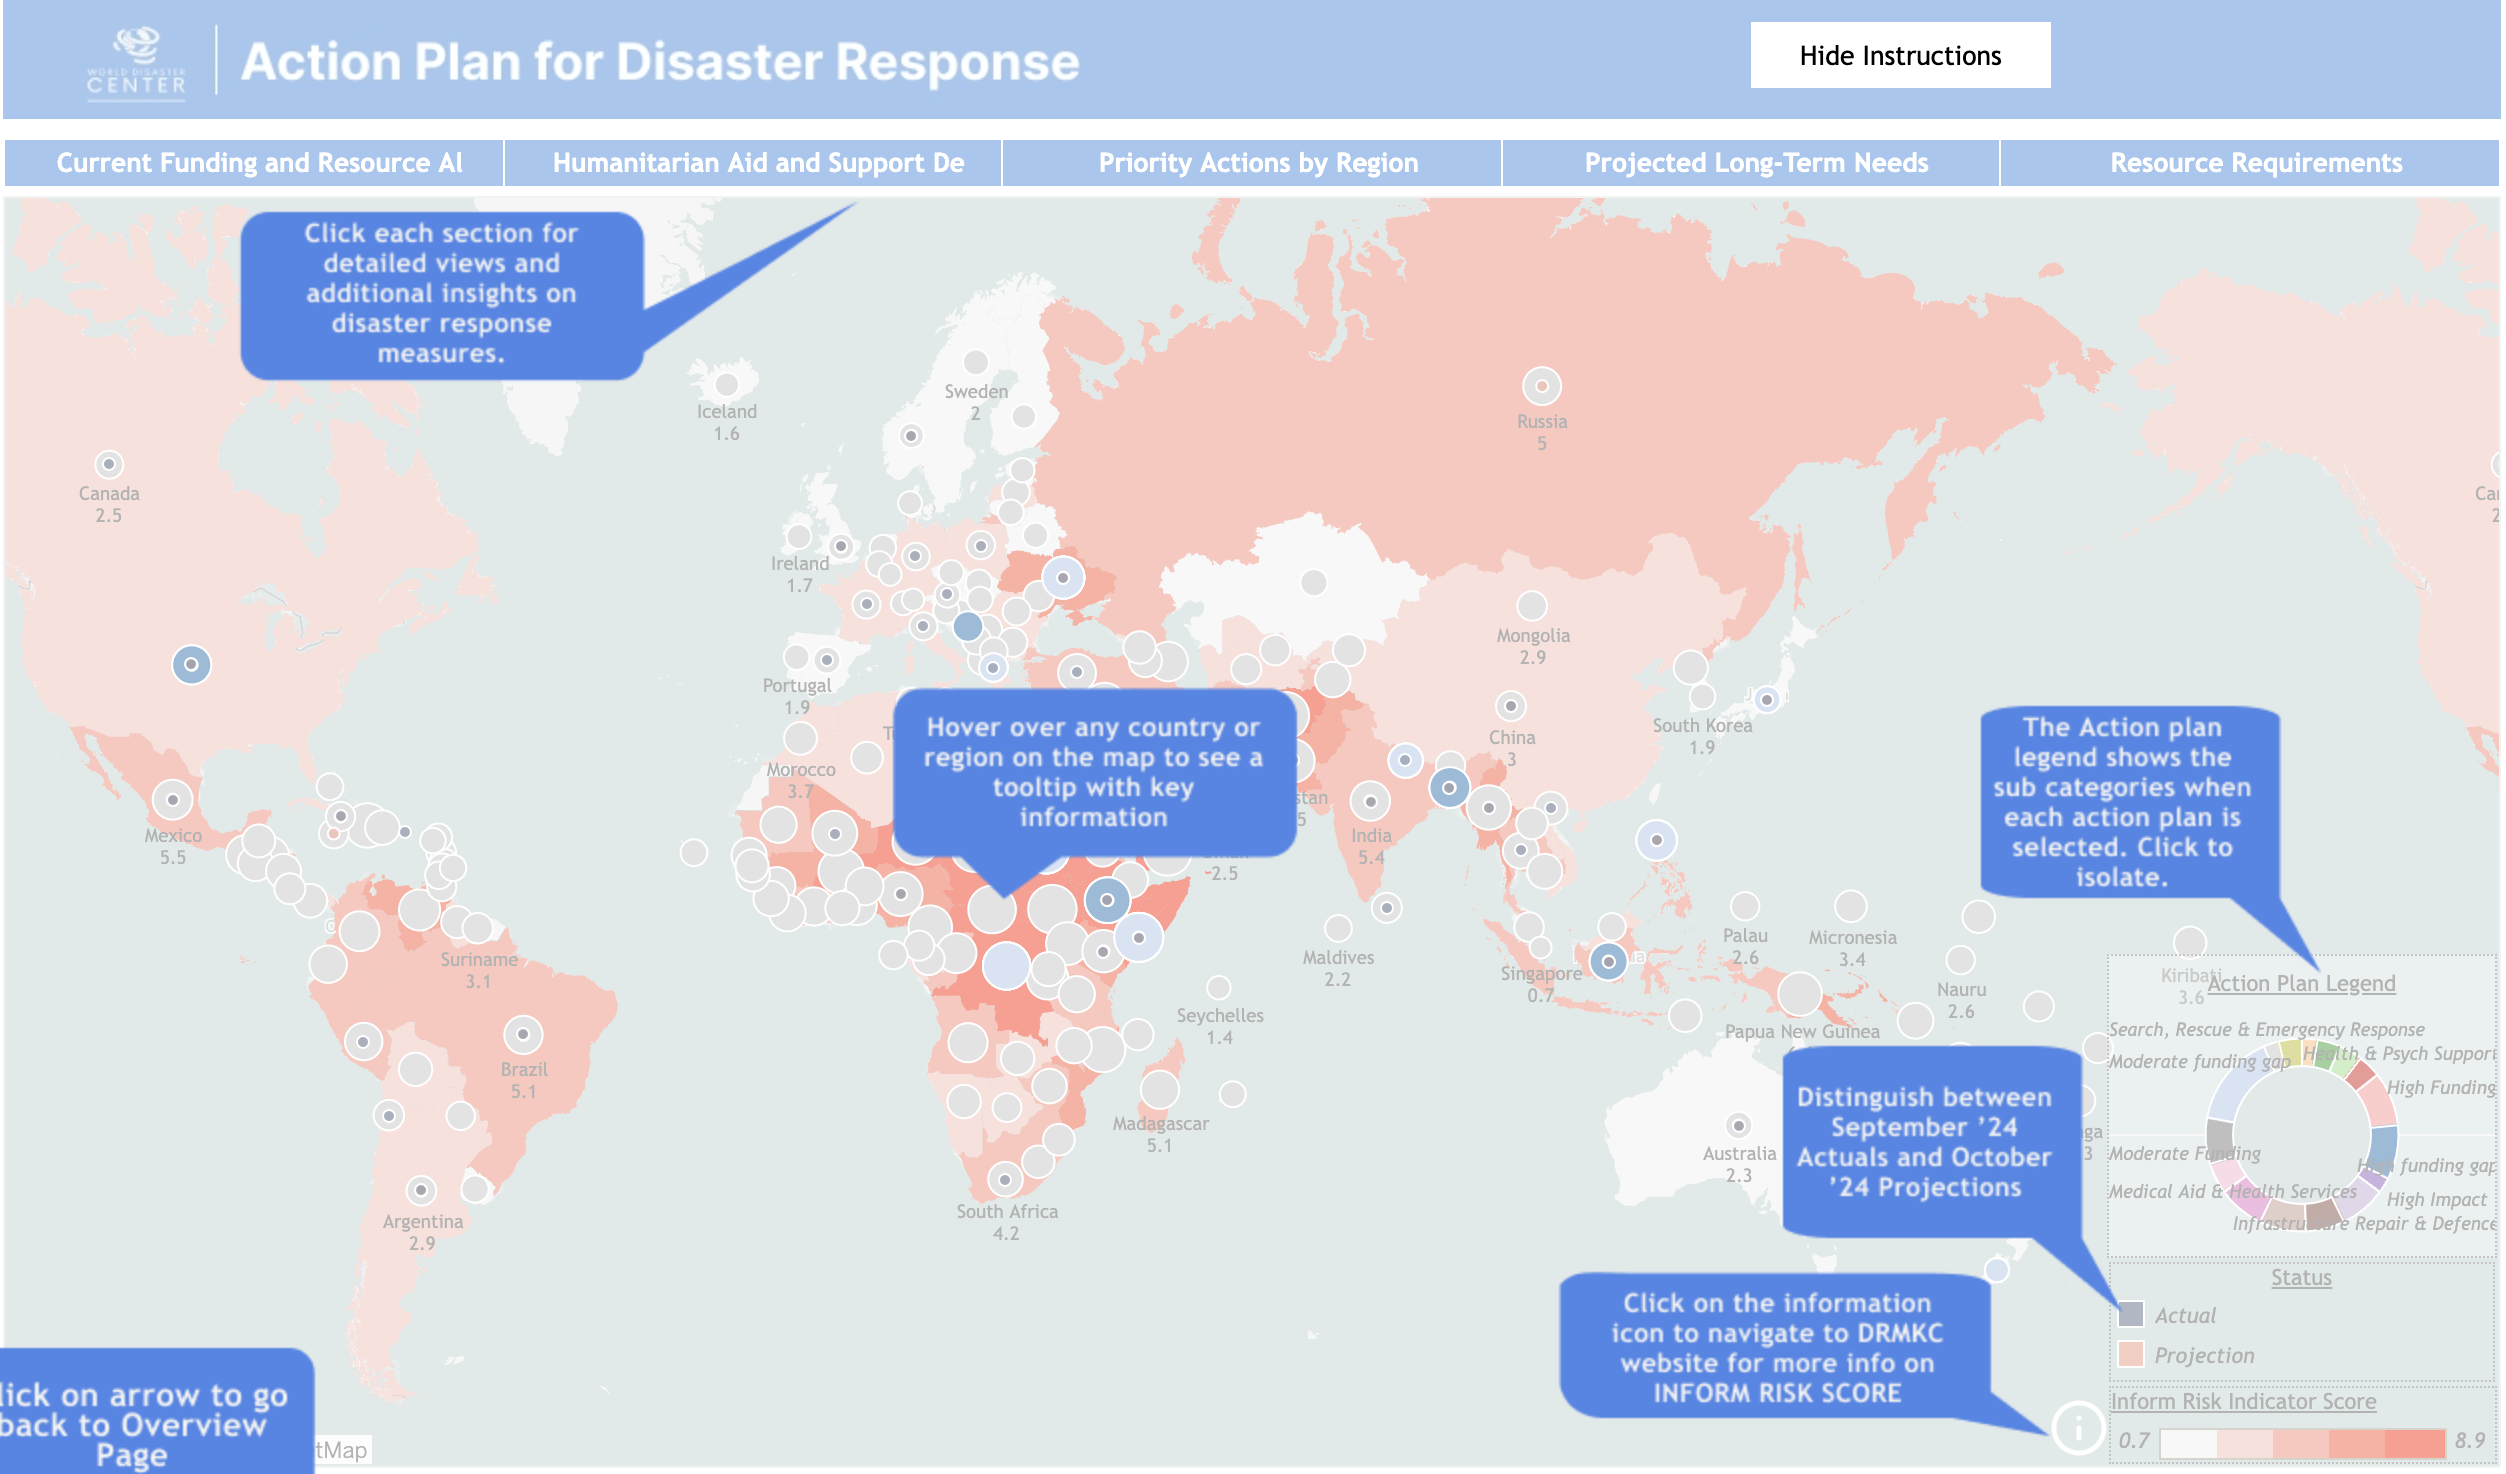 WORLD DISASTER
CENTER
Action Plan for Disaster Response
Hide Instructions
Current Funding and Resource Al
Humanitarian Aid and Support De
Priority Actions by Region
Projected Long-Term Needs
Resource Requirements
Click each section for
detailed views and
additional insights on
disaster response
measures.
Iceland
1.6
Sweden
2
Russia
5
Canada
2.5
Ireland
1.7
Portugal
1.9
Mongolia
2.9
China
3
South Korea
1.9
Morocco
3.7
Mexico
5.5
Hover over any country or
region on the map to see a
tooltip with key
information
stan
5
India
5.4
2.5
The Action plan
legend shows the
sub categories when
each action plan is
selected. Click to
isolate.
Suriname
3.1
Maldives
2.2
Singapore
0.7
Palau
2.6
Micronesia
3.4
Nauru
2.6
Kiribati
3.6
Seychelles
1.4
Papua New Guinea
Brazil
5.1
Madagascar
5.1
Australia
2.3
South Africa
4.2
Argentina
2.9
Distinguish between
September ’24
Actuals and October
’24 Projections
Click on the information
icon to navigate to DRMKC
website for more info on
INFORM RISK SCORE
Action Plan Legend
Search, Rescue & Emergency Response
Health & Psych Support
Moderate funding gap
High Funding
Moderate Funding
High funding gap
Medical Aid & Health Services
High Impact
Infrastructure Repair & Defence
Status
Actual
Projection
Inform Risk Indicator Score
0.7
8.9
i
lick on arrow to go
back to Overview
Page
tMap